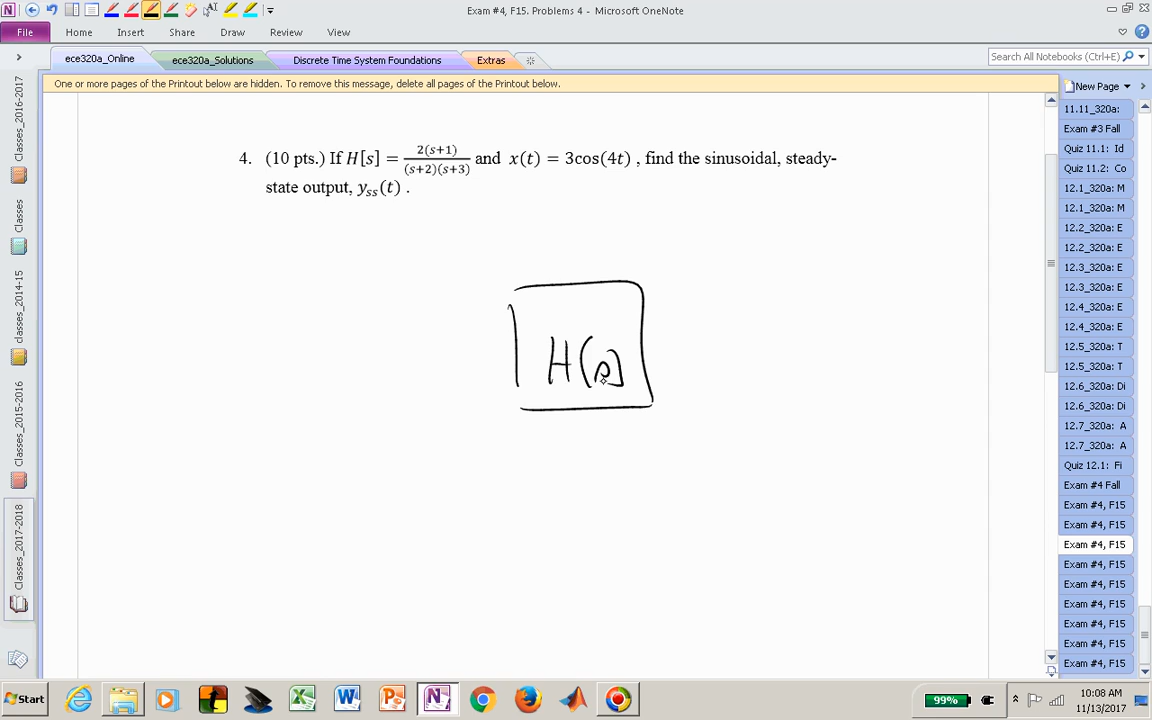 Exam #4, F15. Problems 4 - Microsoft OneNote
File Home Insert Share Draw Review View
ece320a_Online ece320a_Solutions Discrete Time System Foundations Extras
Search All Notebooks (Ctrl+E)
One or more pages of the Printout below are hidden. To remove this message, delete all pages of the Printout below.
New Page
4. (10 pts.) If H[s] = 2(s+1)/(s+2)(s+3) and x(t) = 3cos(4t) , find the sinusoidal, steady-
state output, yss(t) .
H(s)
Classes_2016-2017
Classes
Classes_2014-15
Classes_2015-2016
Classes_2017-2018
11.11_320a:
Exam #3 Fall
Quiz 11.1: Id
Quiz 11.2: Co
12.1_320a: M
12.1_320a: M
12.2_320a: E
12.2_320a: E
12.3_320a: E
12.3_320a: E
12.4_320a: E
12.4_320a: E
12.5_320a: T
12.5_320a: T
12.6_320a: Di
12.6_320a: Di
12.7_320a: A
12.7_320a: A
Quiz 12.1: Fi
Exam #4 Fall
Exam #4, F15
Exam #4, F15
Exam #4, F15
Exam #4, F15
Exam #4, F15
Exam #4, F15
Exam #4, F15
Exam #4, F15
Exam #4, F15
Start
99%
10:08 AM
11/13/2017